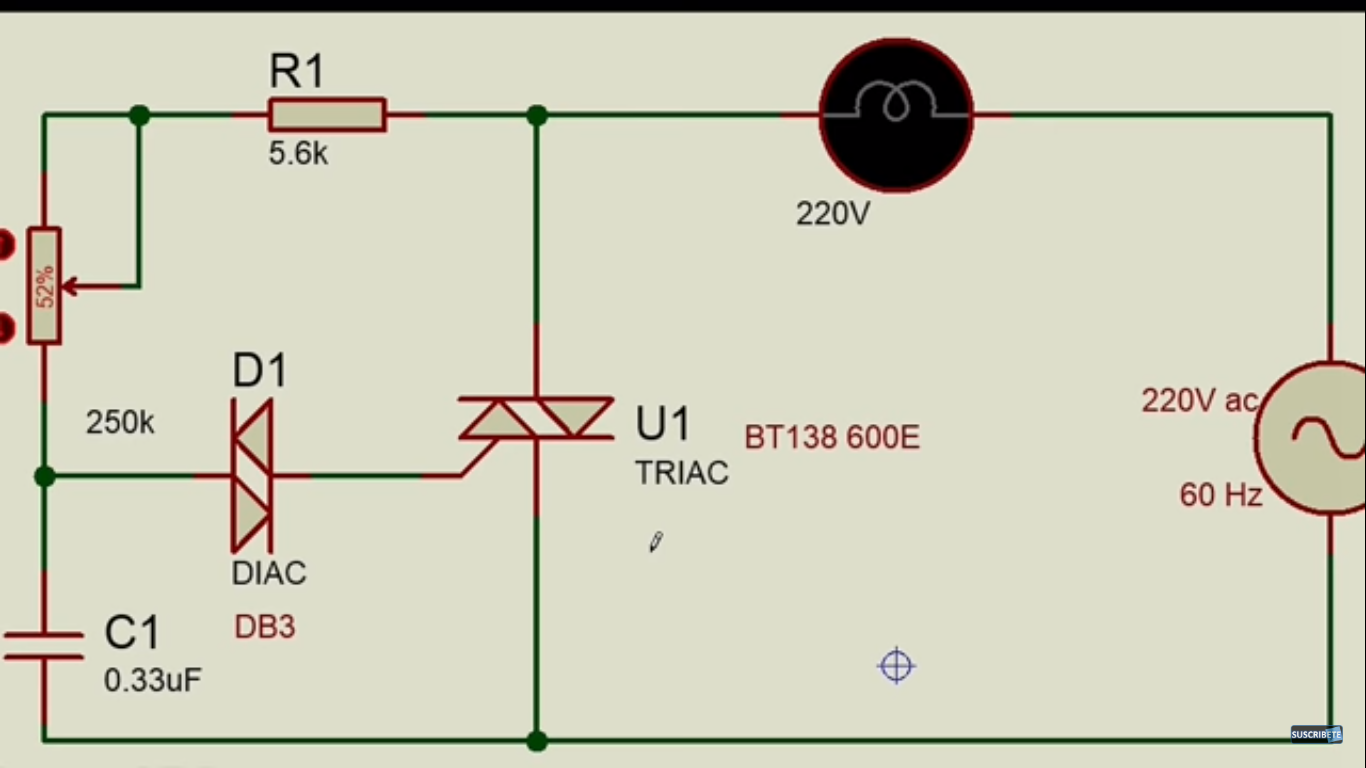 R1
5.6k
220V
52%
D1
250k
U1
TRIAC
BT138 600E
220V ac
60 Hz
DIAC
DB3
C1
0.33uF
SUSCRIBETE